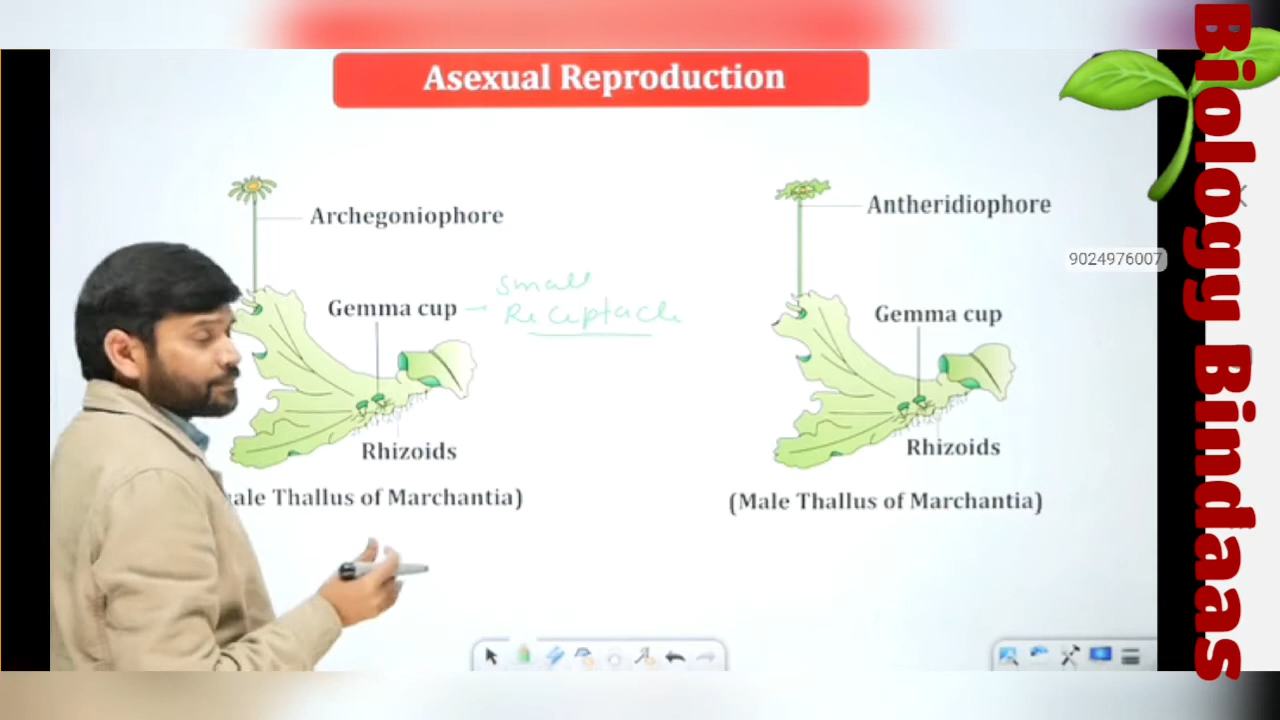 Asexual Reproduction
Archegoniophore
Antheridiophore
9024976007
Small
Gemma cup
Receptacle
Gemma cup
Rhizoids
Rhizoids
Thallus of Marchantia)
(Male Thallus of Marchantia)
Biology Bindaas